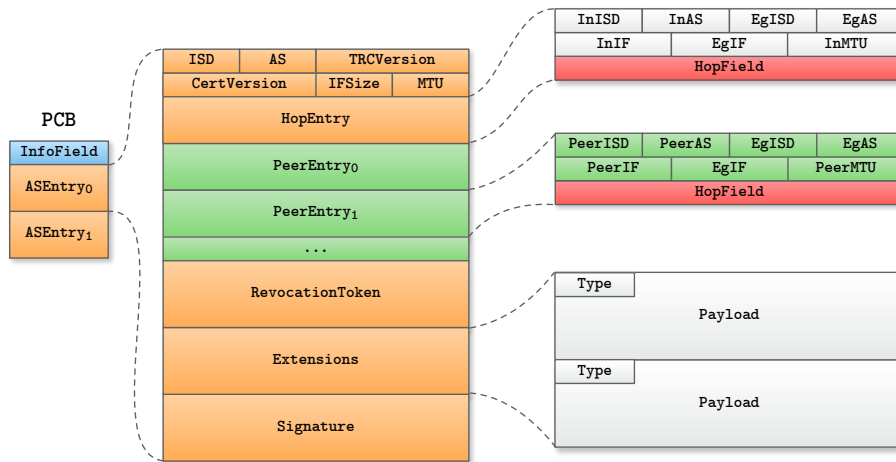 PCB
InfoField
ASEntry₀
ASEntry₁
ISD AS TRCVersion
CertVersion IFSize MTU
HopEntry
PeerEntry₀
PeerEntry₁
...
RevocationToken
Extensions
Signature
InISD InAS EgISD EgAS
InIF EgIF InMTU
HopField
PeerISD PeerAS EgISD EgAS
PeerIF EgIF PeerMTU
HopField
Type
Payload
Type
Payload